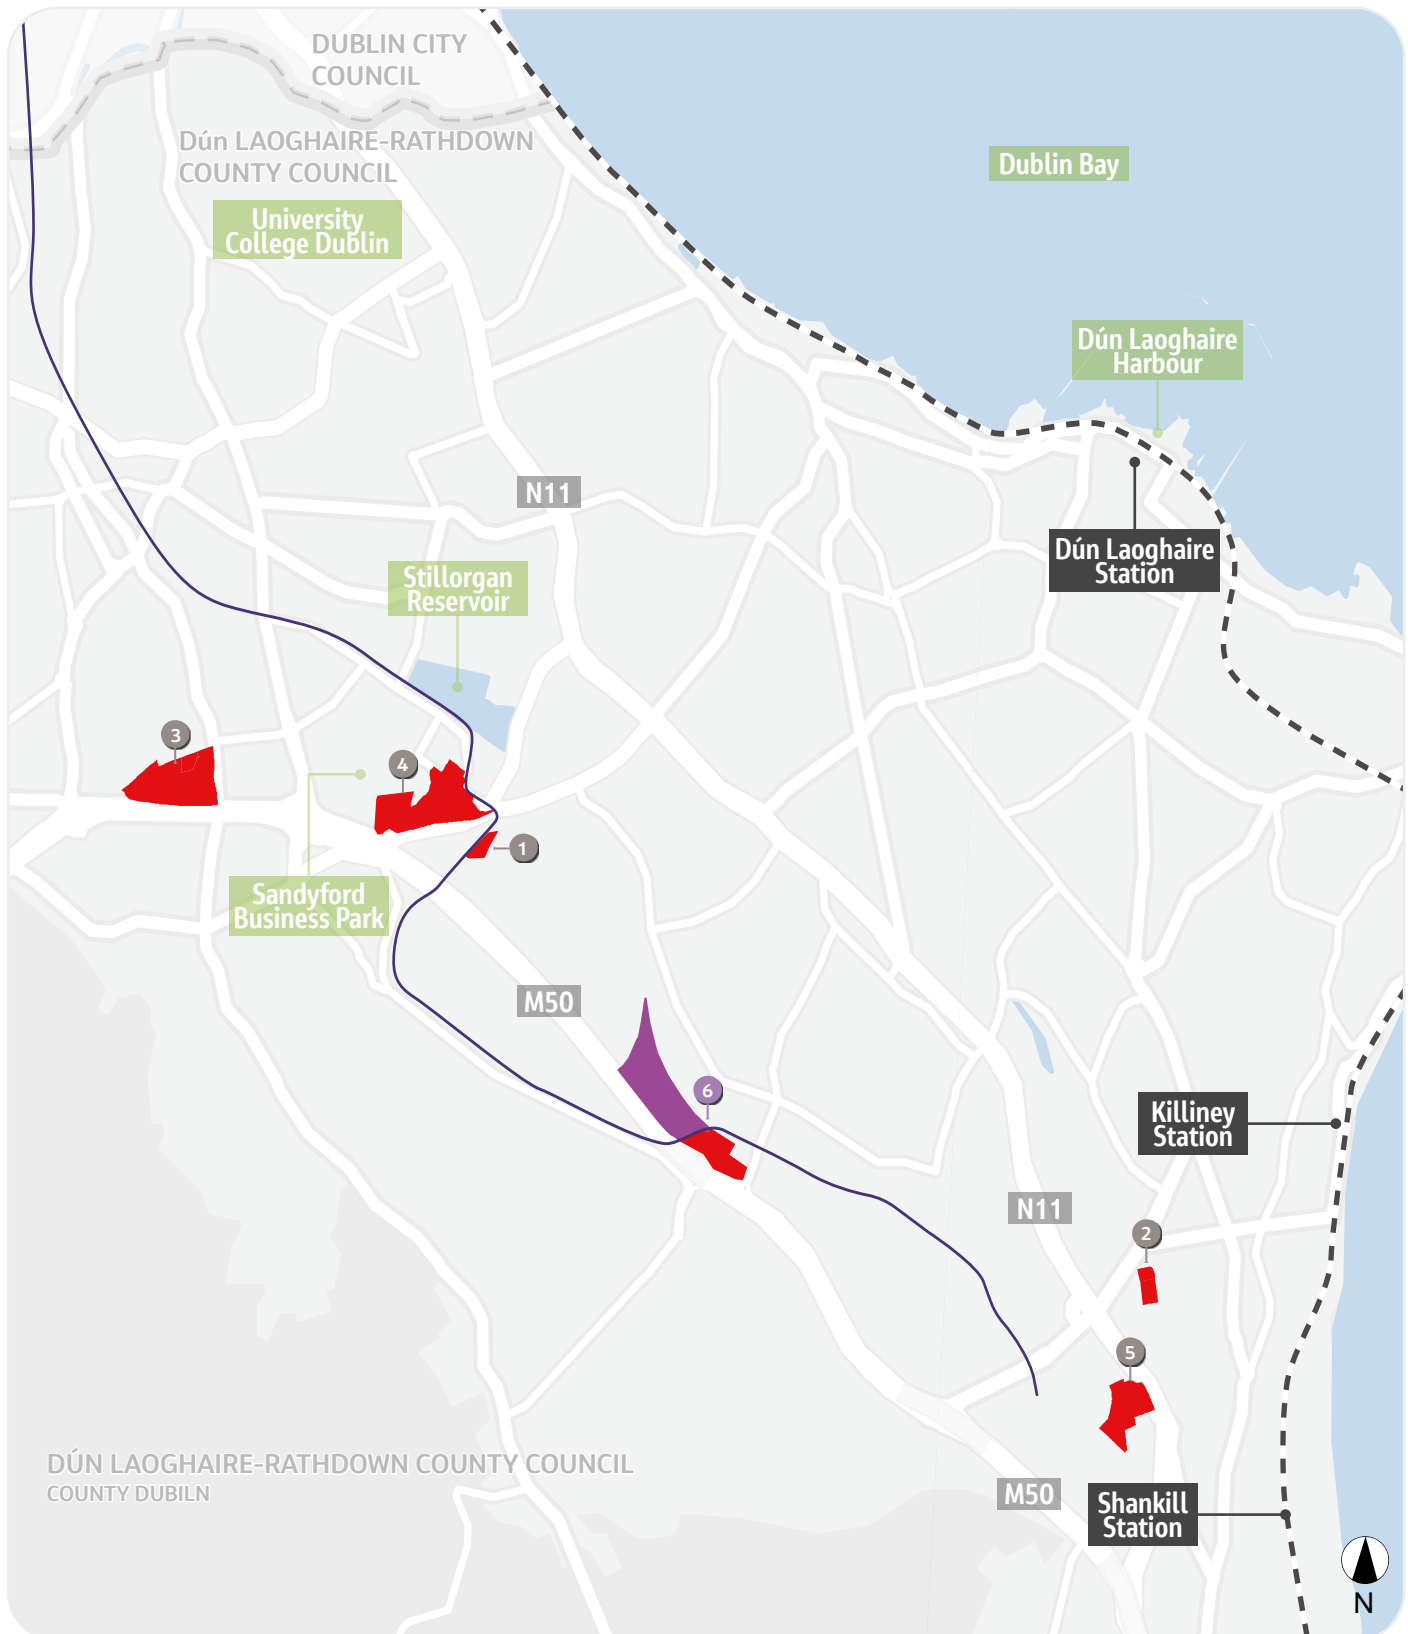 DUBLIN CITY
COUNCIL
Dún LAOGHAIRE-RATHDOWN
COUNTY COUNCIL
University
College Dublin
Dublin Bay
Dún Laoghaire
Harbour
N11
Dún Laoghaire
Station
Stillorgan
Reservoir
3
4
1
Sandyford
Business Park
M50
6
Killiney
Station
N11
2
5
DÚN LAOGHAIRE-RATHDOWN COUNTY COUNCIL
COUNTY DUBILN
M50
Shankill
Station
N